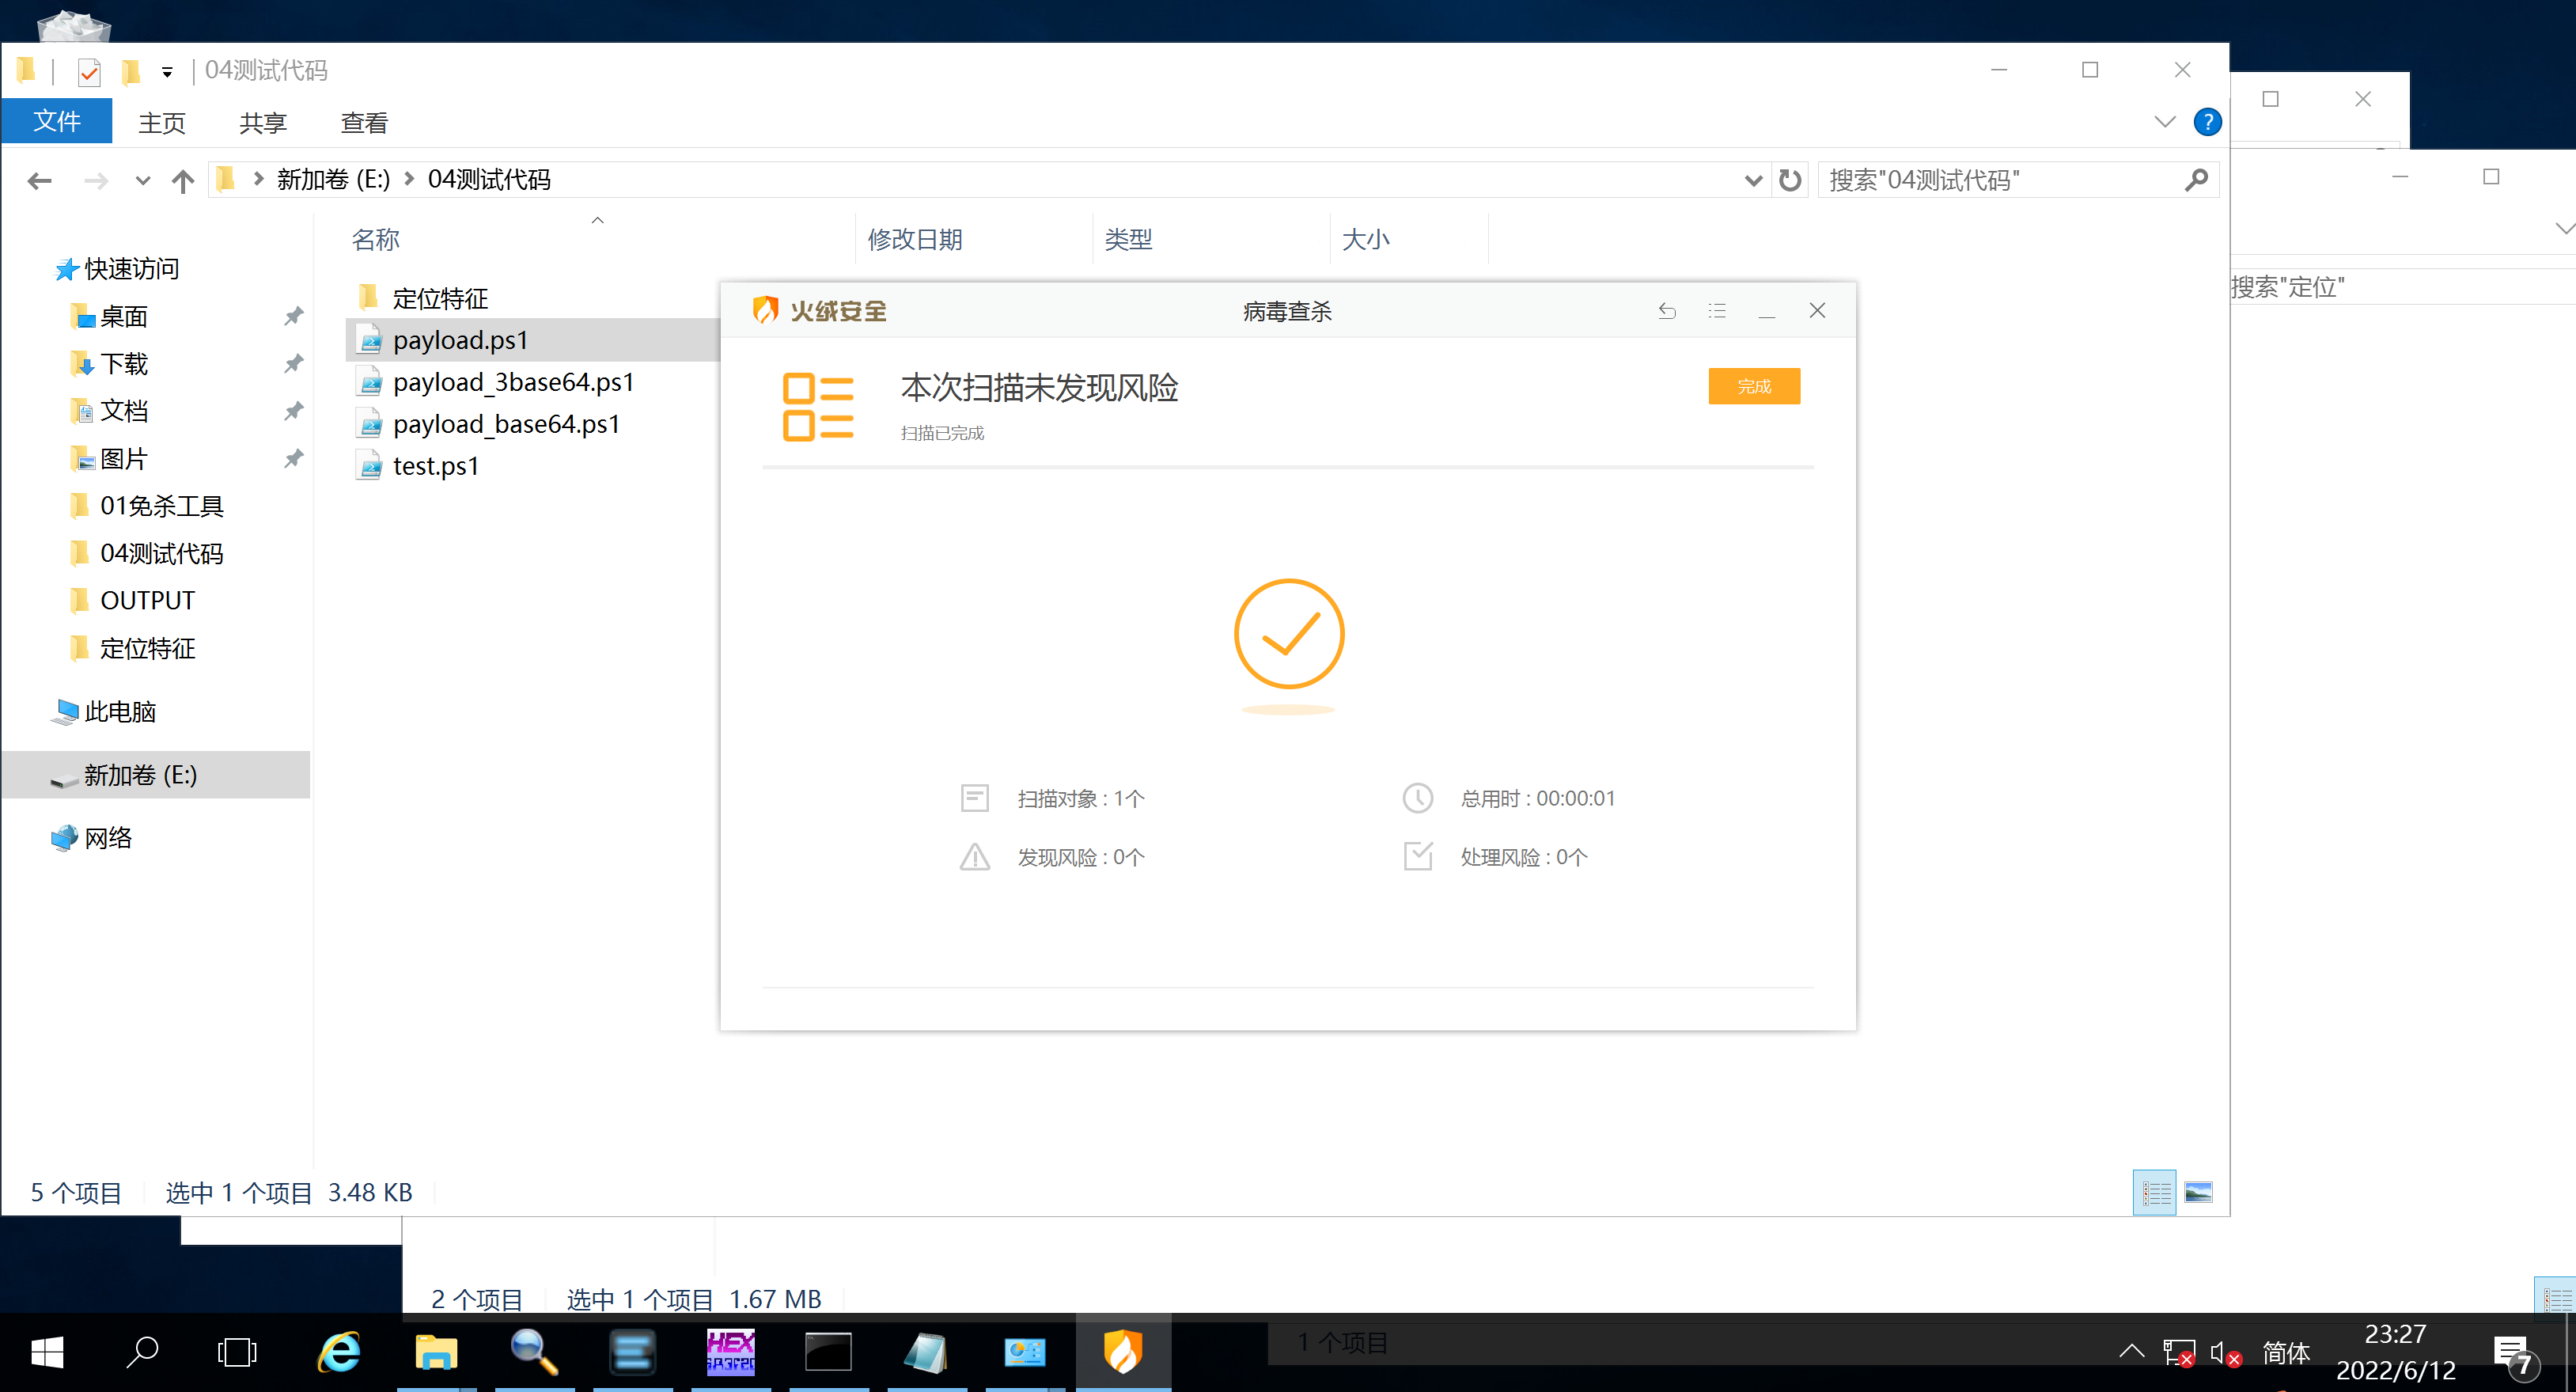 04测试代码
文件 主页 共享 查看
新加卷 (E:) 04测试代码
搜索"04测试代码"
搜索"定位"
名称 修改日期 类型 大小
快速访问
桌面
下载
文档
图片
01免杀工具
04测试代码
OUTPUT
定位特征
此电脑
新加卷 (E:)
网络
定位特征
payload.ps1
payload_3base64.ps1
payload_base64.ps1
test.ps1
火绒安全 病毒查杀
本次扫描未发现风险
完成
扫描已完成
扫描对象 : 1个 总用时 : 00:00:01
发现风险 : 0个 处理风险 : 0个
5 个项目 选中 1 个项目 3.48 KB
2 个项目 选中 1 个项目 1.67 MB
1 个项目
HEX
简体
23:27
2022/6/12
7